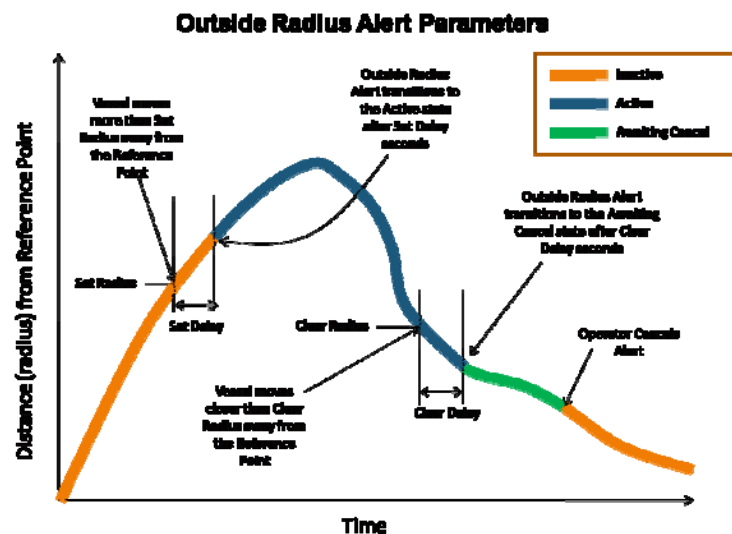 Outside Radius Alert Parameters
Inactive
Active
Awaiting Cancel
Vessel moves
more than Set
Radius away from
the Reference
Point
Outside Radius
Alert transitions to
the Active state
after Set Delay
seconds
Outside Radius Alert
transitions to the Awaiting
Cancel state after Clear
Delay seconds
Set Radius
Set Delay
Clear Radius
Operator Cancels
Alert
Vessel moves
closer than Clear
Radius away from
the Reference
Point
Clear Delay
Distance (radius) from Reference Point
Time